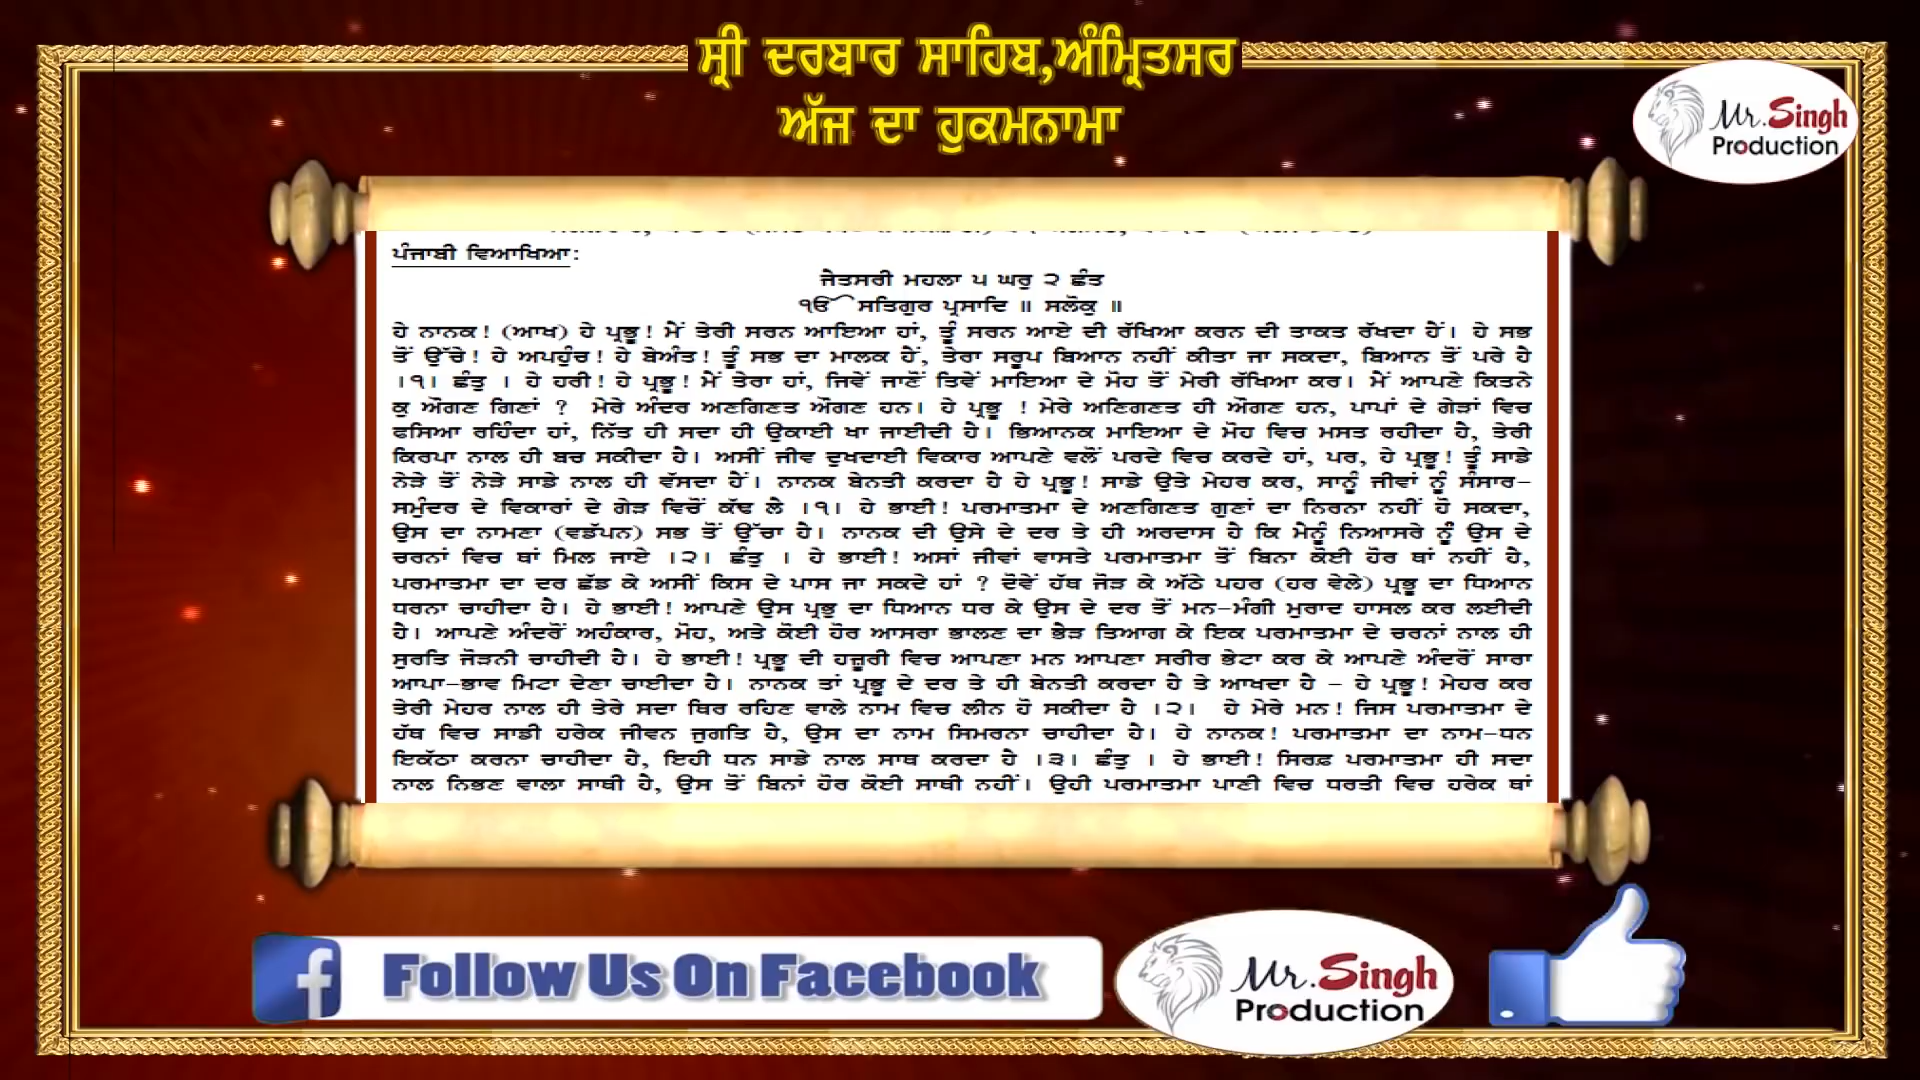 ਸ੍ਰੀ ਦਰਬਾਰ ਸਾਹਿਬ,ਅੰਮ੍ਰਿਤਸਰ
ਅੱਜ ਦਾ ਹੁਕਮਨਾਮਾ
Mr.Singh
Production
ਪੰਜਾਬੀ ਵਿਆਖਿਆ:
ਜੈਤਸਰੀ ਮਹਲਾ ੫ ਘਰੁ ੨ ਛੰਤ
ੴ ਸਤਿਗੁਰ ਪ੍ਰਸਾਦਿ ॥ ਸਲੋਕੁ ॥
ਹੇ ਨਾਨਕ! (ਆਖ) ਹੇ ਪ੍ਰਭੂ! ਮੈਂ ਤੇਰੀ ਸਰਨ ਆਇਆ ਹਾਂ, ਤੂੰ ਸਰਨ ਆਏ ਦੀ ਰੱਖਿਆ ਕਰਨ ਦੀ ਤਾਕਤ ਰੱਖਦਾ ਹੈਂ। ਹੇ ਸਭ
ਤੋਂ ਉੱਚੇ! ਹੇ ਅਪਹੁੰਚ! ਹੇ ਬੇਅੰਤ! ਤੂੰ ਸਭ ਦਾ ਮਾਲਕ ਹੈਂ, ਤੇਰਾ ਸਰੂਪ ਬਿਆਨ ਨਹੀਂ ਕੀਤਾ ਜਾ ਸਕਦਾ, ਬਿਆਨ ਤੋਂ ਪਰੇ ਹੈ
।੧। ਛੰਤੁ । ਹੇ ਹਰੀ! ਹੇ ਪ੍ਰਭੂ! ਮੈਂ ਤੇਰਾ ਹਾਂ, ਜਿਵੇਂ ਜਾਣੋਂ ਤਿਵੇਂ ਮਾਇਆ ਦੇ ਮੋਹ ਤੋਂ ਮੇਰੀ ਰੱਖਿਆ ਕਰ। ਮੈਂ ਆਪਣੇ ਕਿਤਨੇ
ਕੁ ਔਗਣ ਗਿਣਾਂ ? ਮੇਰੇ ਅੰਦਰ ਅਣਗਿਣਤ ਔਗਣ ਹਨ। ਹੇ ਪ੍ਰਭੂ ! ਮੇਰੇ ਅਣਿਗਣਤ ਹੀ ਔਗਣ ਹਨ, ਪਾਪਾਂ ਦੇ ਗੇੜਾਂ ਵਿਚ
ਫਸਿਆ ਰਹਿੰਦਾ ਹਾਂ, ਨਿੱਤ ਹੀ ਸਦਾ ਹੀ ਉਕਾਈ ਖਾ ਜਾਈਦੀ ਹੈ। ਭਿਆਨਕ ਮਾਇਆ ਦੇ ਮੋਹ ਵਿਚ ਮਸਤ ਰਹੀਦਾ ਹੈ, ਤੇਰੀ
ਕਿਰਪਾ ਨਾਲ ਹੀ ਬਚ ਸਕੀਦਾ ਹੈ। ਅਸੀਂ ਜੀਵ ਦੁਖਦਾਈ ਵਿਕਾਰ ਆਪਣੇ ਵਲੋਂ ਪਰਦੇ ਵਿਚ ਕਰਦੇ ਹਾਂ, ਪਰ, ਹੇ ਪ੍ਰਭੂ! ਤੂੰ ਸਾਡੇ
ਨੇੜੇ ਤੋਂ ਨੇੜੇ ਸਾਡੇ ਨਾਲ ਹੀ ਵੱਸਦਾ ਹੈਂ। ਨਾਨਕ ਬੇਨਤੀ ਕਰਦਾ ਹੈ ਹੇ ਪ੍ਰਭੂ! ਸਾਡੇ ਉਤੇ ਮੇਹਰ ਕਰ, ਸਾਨੂੰ ਜੀਵਾਂ ਨੂੰ ਸੰਸਾਰ-
ਸਮੁੰਦਰ ਦੇ ਵਿਕਾਰਾਂ ਦੇ ਗੇੜ ਵਿਚੋਂ ਕੱਢ ਲੈ ।੧। ਹੇ ਭਾਈ! ਪਰਮਾਤਮਾ ਦੇ ਅਣਗਿਣਤ ਗੁਣਾਂ ਦਾ ਨਿਰਨਾ ਨਹੀਂ ਹੋ ਸਕਦਾ,
ਉਸ ਦਾ ਨਾਮਣਾ (ਵਡੱਪਨ) ਸਭ ਤੋਂ ਉੱਚਾ ਹੈ। ਨਾਨਕ ਦੀ ਉਸੇ ਦੇ ਦਰ ਤੇ ਹੀ ਅਰਦਾਸ ਹੈ ਕਿ ਮੈਨੂੰ ਨਿਆਸਰੇ ਨੂੰ ਉਸ ਦੇ
ਚਰਨਾਂ ਵਿਚ ਥਾਂ ਮਿਲ ਜਾਏ ।੨। ਛੰਤੁ । ਹੇ ਭਾਈ! ਅਸਾਂ ਜੀਵਾਂ ਵਾਸਤੇ ਪਰਮਾਤਮਾ ਤੋਂ ਬਿਨਾ ਕੋਈ ਹੋਰ ਥਾਂ ਨਹੀਂ ਹੈ,
ਪਰਮਾਤਮਾ ਦਾ ਦਰ ਛੱਡ ਕੇ ਅਸੀਂ ਕਿਸ ਦੇ ਪਾਸ ਜਾ ਸਕਦੇ ਹਾਂ ? ਦੋਵੇਂ ਹੱਥ ਜੋੜ ਕੇ ਅੱਠੇ ਪਹਰ (ਹਰ ਵੇਲੇ) ਪ੍ਰਭੂ ਦਾ ਧਿਆਨ
ਧਰਨਾ ਚਾਹੀਦਾ ਹੈ। ਹੇ ਭਾਈ! ਆਪਣੇ ਉਸ ਪ੍ਰਭੂ ਦਾ ਧਿਆਨ ਧਰ ਕੇ ਉਸ ਦੇ ਦਰ ਤੋਂ ਮਨ-ਮੰਗੀ ਮੁਰਾਦ ਹਾਸਲ ਕਰ ਲਈਦੀ
ਹੈ। ਆਪਣੇ ਅੰਦਰੋਂ ਅਹੰਕਾਰ, ਮੋਹ, ਅਤੇ ਕੋਈ ਹੋਰ ਆਸਰਾ ਭਾਲਣ ਦਾ ਭੈੜ ਤਿਆਗ ਕੇ ਇਕ ਪਰਮਾਤਮਾ ਦੇ ਚਰਨਾਂ ਨਾਲ ਹੀ
ਸੁਰਤਿ ਜੋੜਨੀ ਚਾਹੀਦੀ ਹੈ। ਹੇ ਭਾਈ! ਪ੍ਰਭੂ ਦੀ ਹਜ਼ੂਰੀ ਵਿਚ ਆਪਣਾ ਮਨ ਆਪਣਾ ਸਰੀਰ ਭੇਟਾ ਕਰ ਕੇ ਆਪਣੇ ਅੰਦਰੋਂ ਸਾਰਾ
ਆਪਾ-ਭਾਵ ਮਿਟਾ ਦੇਣਾ ਚਾਈਦਾ ਹੈ। ਨਾਨਕ ਤਾਂ ਪ੍ਰਭੂ ਦੇ ਦਰ ਤੇ ਹੀ ਬੇਨਤੀ ਕਰਦਾ ਹੈ ਤੇ ਆਖਦਾ ਹੈ - ਹੇ ਪ੍ਰਭੂ! ਮੇਹਰ ਕਰ
ਤੇਰੀ ਮੇਹਰ ਨਾਲ ਹੀ ਤੇਰੇ ਸਦਾ ਥਿਰ ਰਹਿਣ ਵਾਲੇ ਨਾਮ ਵਿਚ ਲੀਨ ਹੋ ਸਕੀਦਾ ਹੈ ।੨। ਹੇ ਮੇਰੇ ਮਨ! ਜਿਸ ਪਰਮਾਤਮਾ ਦੇ
ਹੱਥ ਵਿਚ ਸਾਡੀ ਹਰੇਕ ਜੀਵਨ ਜੁਗਤਿ ਹੈ, ਉਸ ਦਾ ਨਾਮ ਸਿਮਰਨਾ ਚਾਹੀਦਾ ਹੈ। ਹੇ ਨਾਨਕ! ਪਰਮਾਤਮਾ ਦਾ ਨਾਮ-ਧਨ
ਇਕੱਠਾ ਕਰਨਾ ਚਾਹੀਦਾ ਹੈ, ਇਹੀ ਧਨ ਸਾਡੇ ਨਾਲ ਸਾਥ ਕਰਦਾ ਹੈ ।੩। ਛੰਤੁ । ਹੇ ਭਾਈ! ਸਿਰਫ਼ ਪਰਮਾਤਮਾ ਹੀ ਸਦਾ
ਨਾਲ ਨਿਭਣ ਵਾਲਾ ਸਾਥੀ ਹੈ, ਉਸ ਤੋਂ ਬਿਨਾਂ ਹੋਰ ਕੋਈ ਸਾਥੀ ਨਹੀਂ। ਉਹੀ ਪਰਮਾਤਮਾ ਪਾਣੀ ਵਿਚ ਧਰਤੀ ਵਿਚ ਹਰੇਕ ਥਾਂ
f Follow Us On Facebook
Mr.Singh
Production